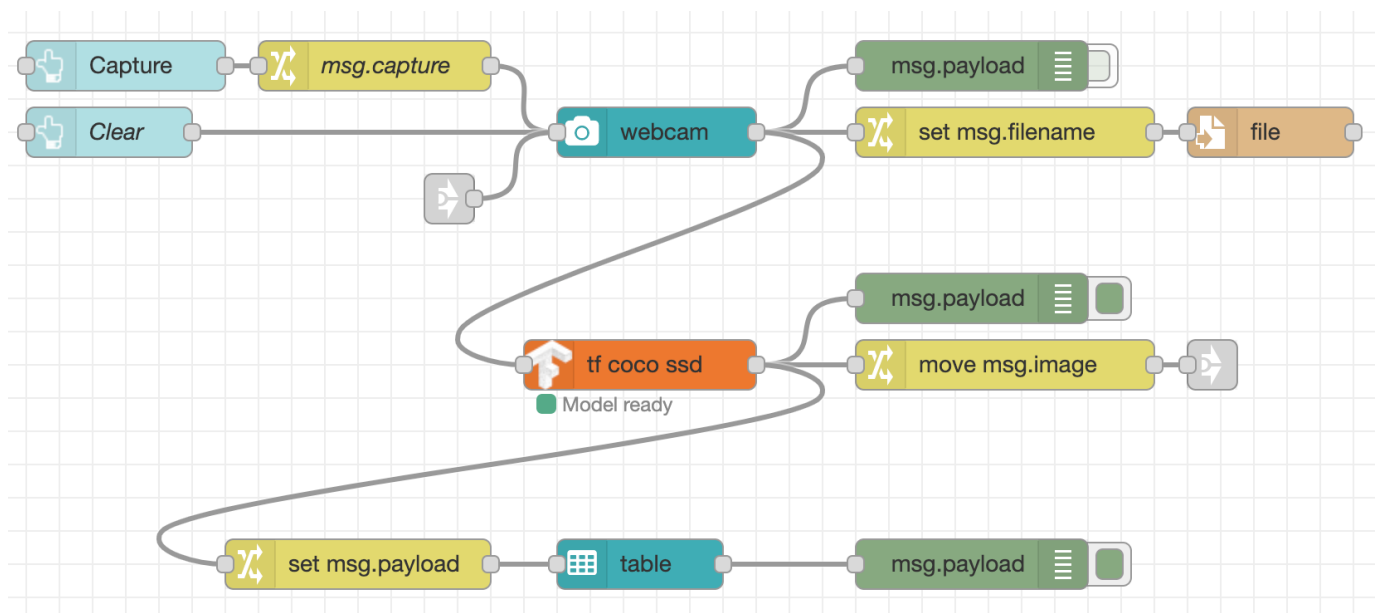 Capture
msg.capture
msg.payload
Clear
webcam
set msg.filename
file
msg.payload
tf coco ssd
move msg.image
Model ready
set msg.payload
table
msg.payload